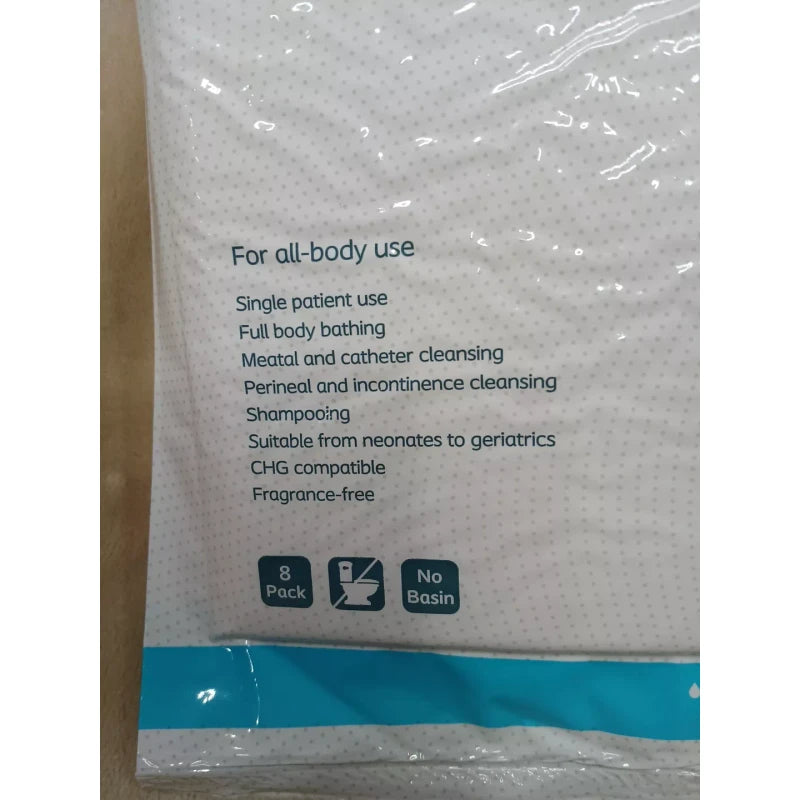 For all-body use
Single patient use
Full body bathing
Meatal and catheter cleansing
Perineal and incontinence cleansing
Shampooing
Suitable from neonates to geriatrics
CHG compatible
Fragrance-free
8
Pack
No
Basin